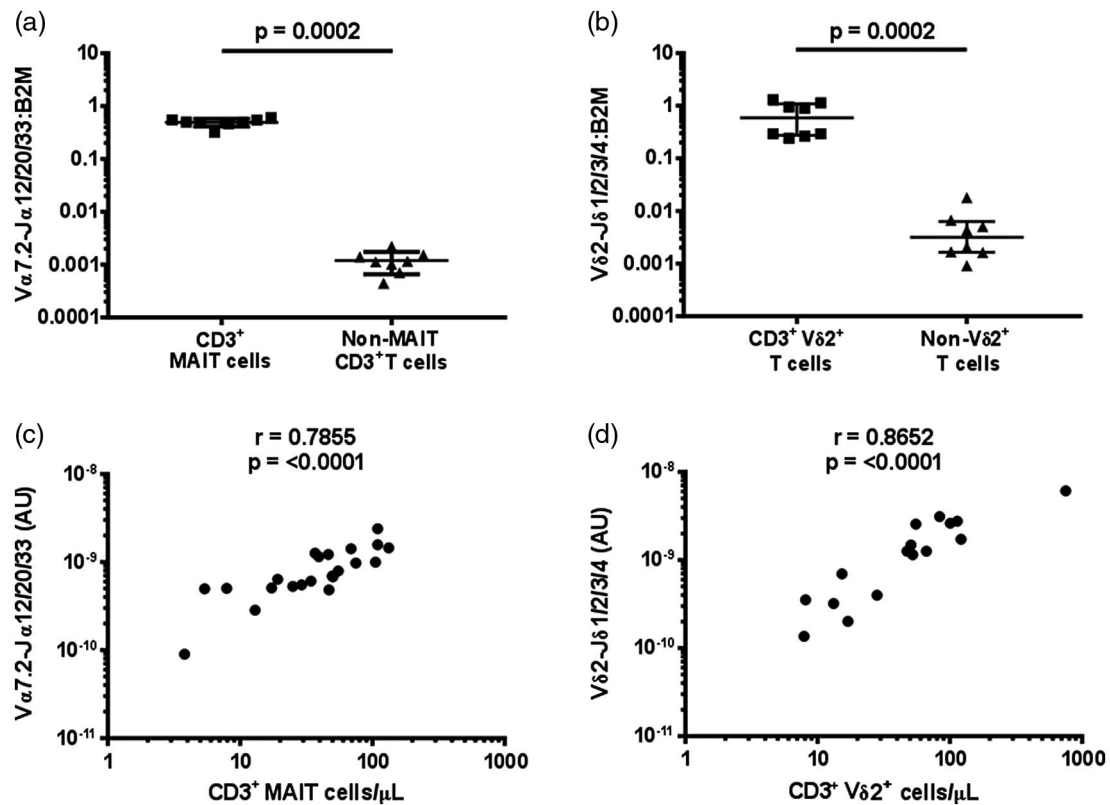 (a)
p = 0.0002
Vα7.2-Jα12/20/33:B2M
10
1
0.1
0.01
0.001
0.0001
CD3⁺
MAIT cells
Non-MAIT
CD3⁺T cells
(b)
p = 0.0002
Vδ2-Jδ1/2/3/4:B2M
10
1
0.1
0.01
0.001
0.0001
CD3⁺ Vδ2⁺
T cells
Non-Vδ2⁺
T cells
(c)
r = 0.7855
p = <0.0001
Vα7.2-Jα12/20/33 (AU)
10⁻⁸
10⁻⁹
10⁻¹⁰
10⁻¹¹
1
10
100
1000
CD3⁺ MAIT cells/μL
(d)
r = 0.8652
p = <0.0001
Vδ2-Jδ1/2/3/4 (AU)
10⁻⁸
10⁻⁹
10⁻¹⁰
10⁻¹¹
1
10
100
1000
CD3⁺ Vδ2⁺ cells/μL